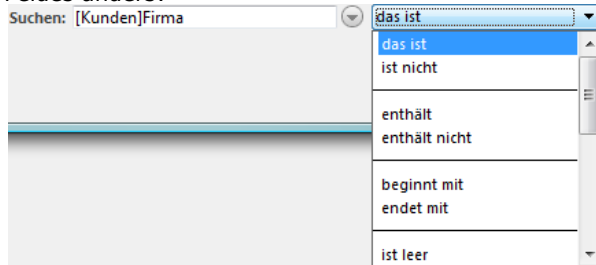 Suchen: [Kunden]Firma das ist
das ist
ist nicht
enthält
enthält nicht
beginnt mit
endet mit
ist leer